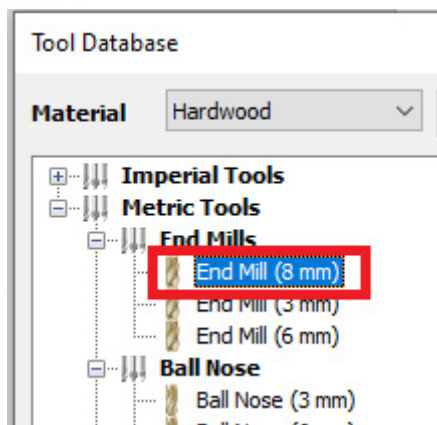 Tool Database
Material Hardwood
Imperial Tools
Metric Tools
End Mills
End Mill (8 mm)
End Mill (3 mm)
End Mill (6 mm)
Ball Nose
Ball Nose (3 mm)